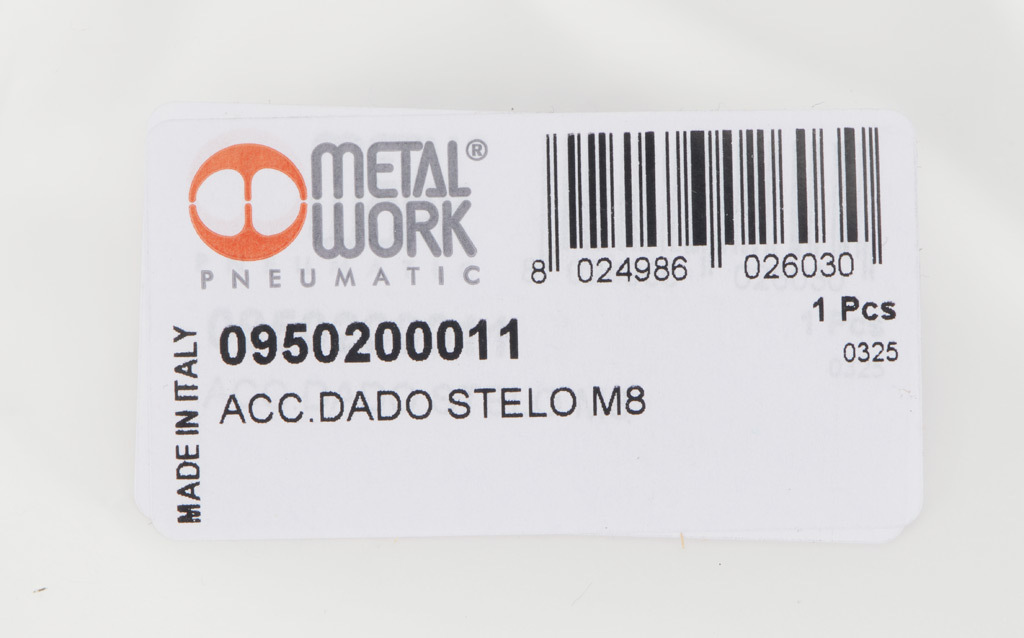 METAL®
WORK
PNEUMATIC
8 024986 026030
1 Pcs
0325
0950200011
ACC.DADO STELO M8
MADE IN ITALY